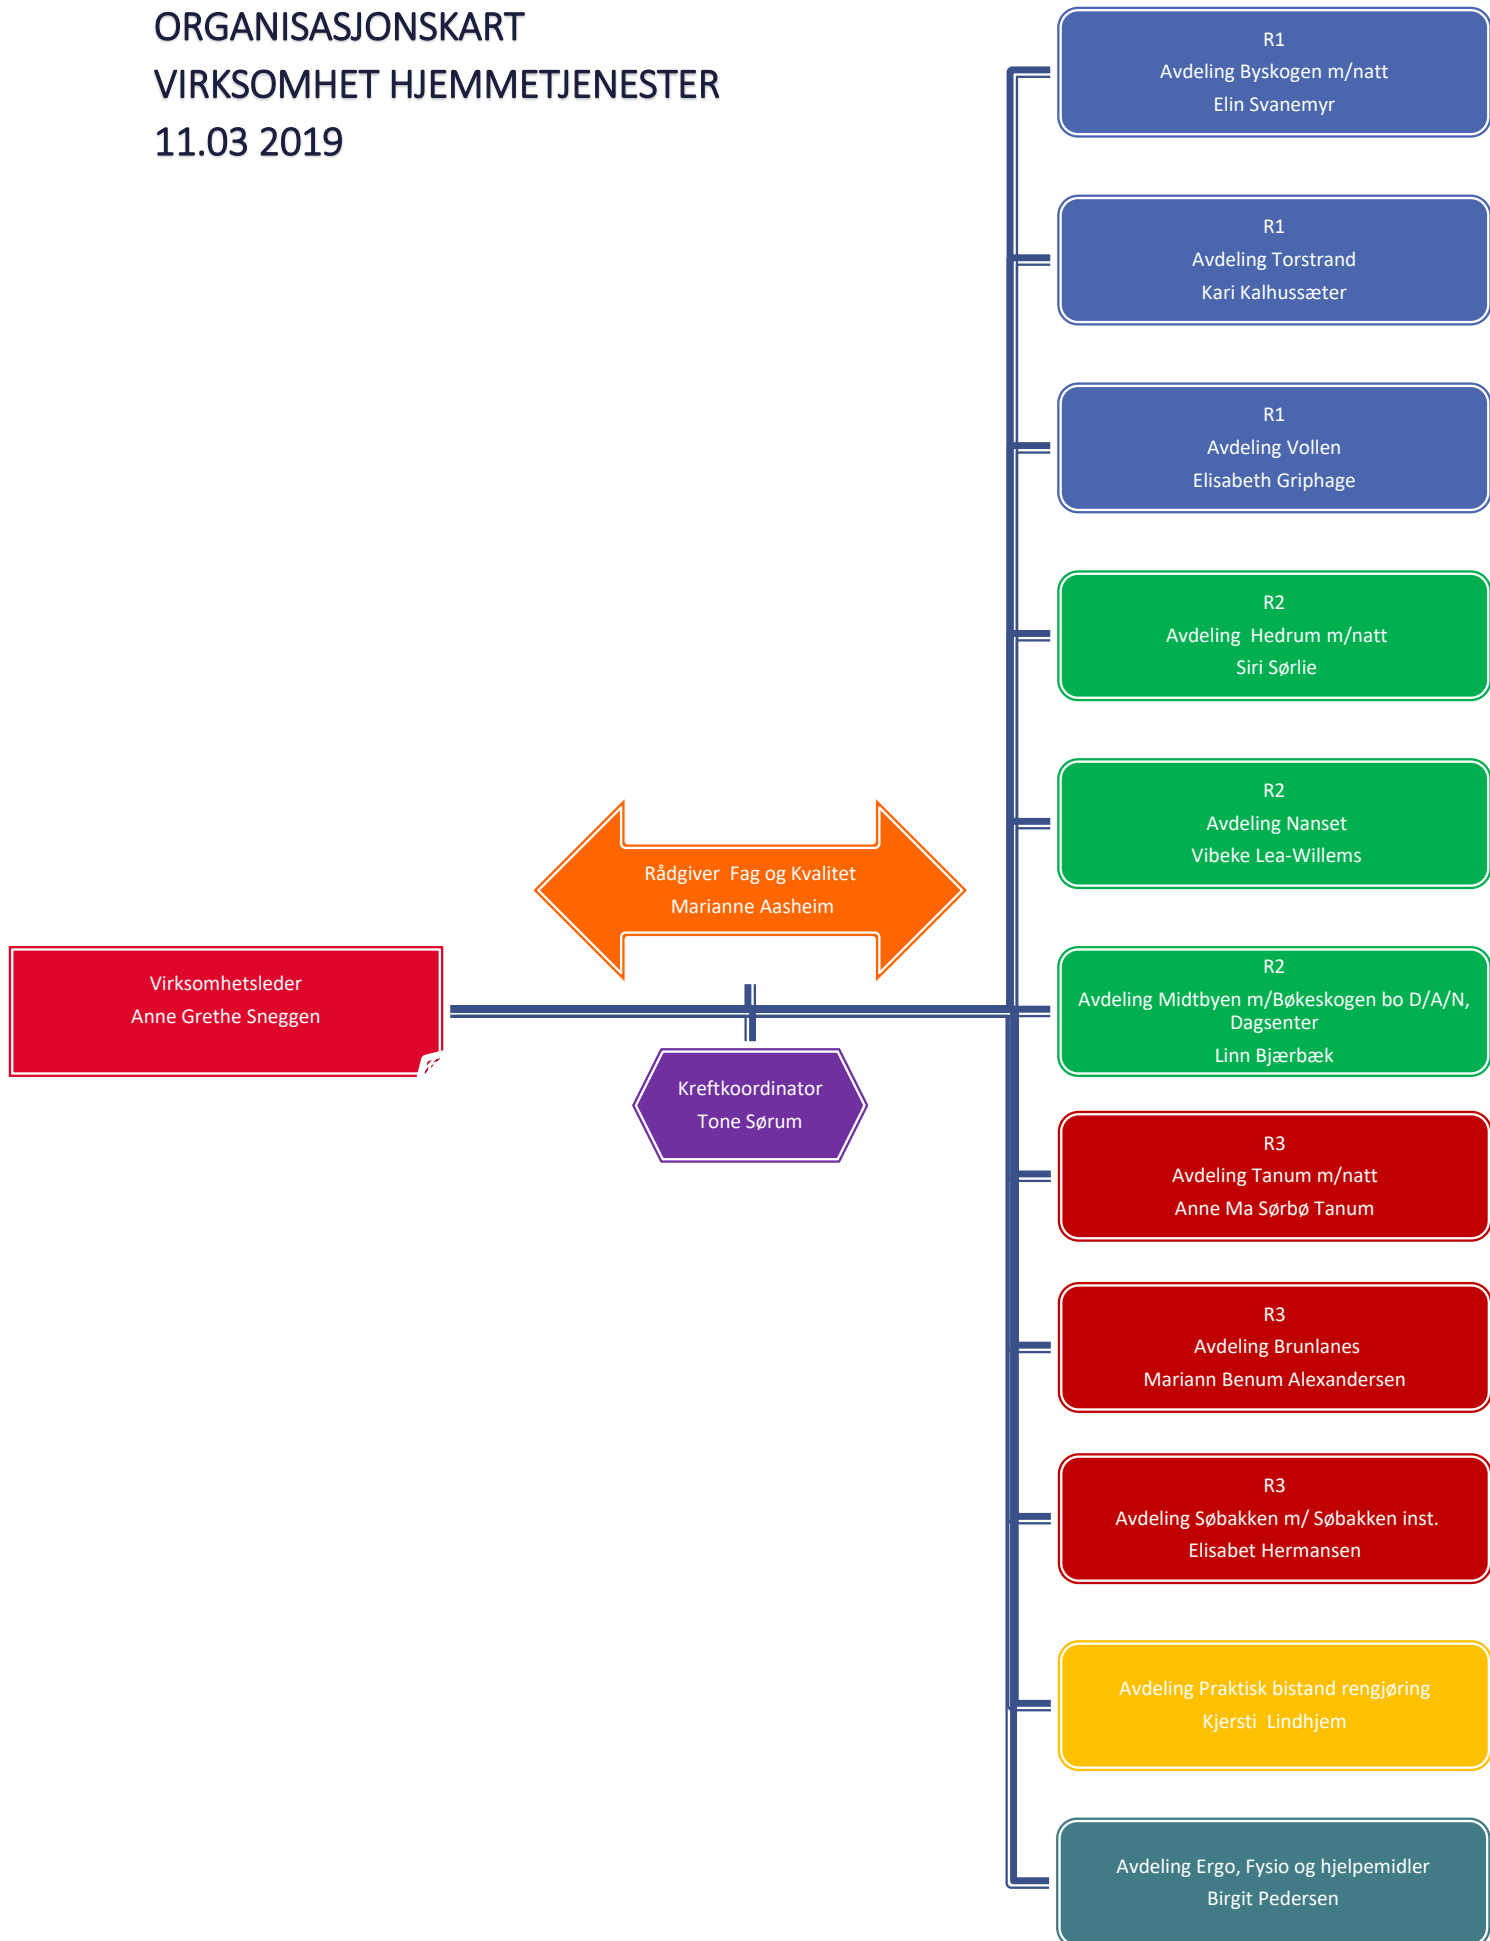 ORGANISASJONSKART
VIRKSOMHET HJEMMETJENESTER
11.03 2019
R1
Avdeling Byskogen m/natt
Elin Svanemyr
R1
Avdeling Torstrand
Kari Kalhussæter
R1
Avdeling Vollen
Elisabeth Griphage
R2
Avdeling Hedrum m/natt
Siri Sørlie
R2
Avdeling Nanset
Vibeke Lea-Willems
Rådgiver Fag og Kvalitet
Marianne Aasheim
Virksomhetsleder
Anne Grethe Sneggen
R2
Avdeling Midtbyen m/Bøkeskogen bo D/A/N,
Dagsenter
Linn Bjærbæk
Kreftkoordinator
Tone Sørum
R3
Avdeling Tanum m/natt
Anne Ma Sørbø Tanum
R3
Avdeling Brunlanes
Mariann Benum Alexandersen
R3
Avdeling Søbakken m/ Søbakken inst.
Elisabet Hermansen
Avdeling Praktisk bistand rengjøring
Kjersti Lindhjem
Avdeling Ergo, Fysio og hjelpemidler
Birgit Pedersen